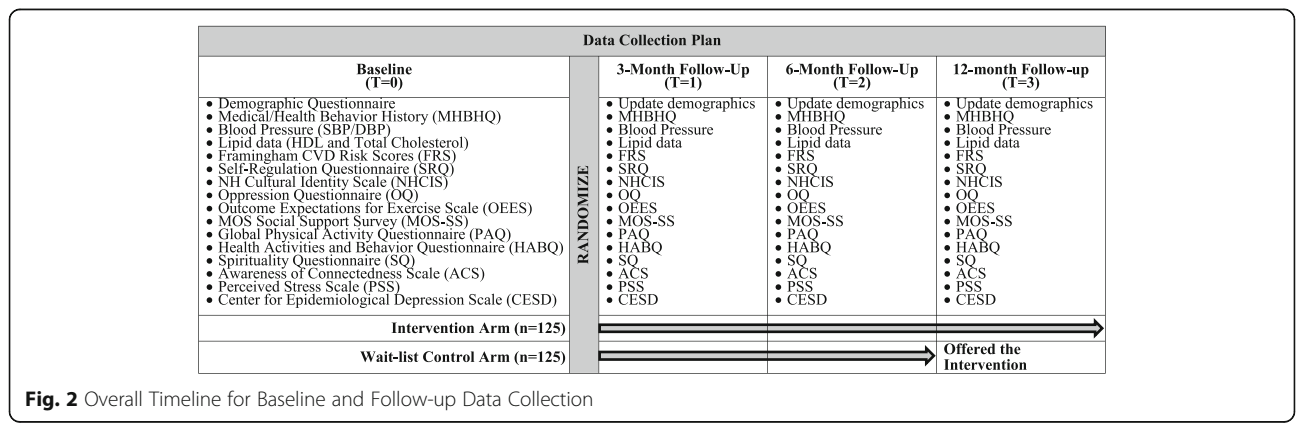 Data Collection Plan
Baseline
(T=0)
• Demographic Questionnaire
• Medical/Health Behavior History (MHBHQ)
• Blood Pressure (SBP/DBP)
• Lipid data (HDL and Total Cholesterol)
• Framingham CVD Risk Scores (FRS)
• Self-Regulation Questionnaire (SRQ)
• NH Cultural Identity Scale (NHCIS)
• Oppression Questionnaire (OQ)
• Outcome Expectations for Exercise Scale (OEES)
• MOS Social Support Survey (MOS-SS)
• Global Physical Activity Questionnaire (PAQ)
• Health Activities and Behavior Questionnaire (HABQ)
• Spirituality Questionnaire (SQ)
• Awareness of Connectedness Scale (ACS)
• Perceived Stress Scale (PSS)
• Center for Epidemiological Depression Scale (CESD)
RANDOMIZE
3-Month Follow-Up
(T=1)
• Update demographics
• MHBHQ
• Blood Pressure
• Lipid data
• FRS
• SRQ
• NHCIS
• OQ
• OEES
• MOS-SS
• PAQ
• HABQ
• SQ
• ACS
• PSS
• CESD
6-Month Follow-Up
(T=2)
• Update demographics
• MHBHQ
• Blood Pressure
• Lipid data
• FRS
• SRQ
• NHCIS
• OQ
• OEES
• MOS-SS
• PAQ
• HABQ
• SQ
• ACS
• PSS
• CESD
12-month Follow-up
(T=3)
• Update demographics
• MHBHQ
• Blood Pressure
• Lipid data
• FRS
• SRQ
• NHCIS
• OQ
• OEES
• MOS-SS
• PAQ
• HABQ
• SQ
• ACS
• PSS
• CESD
Intervention Arm (n=125)
Wait-list Control Arm (n=125)
Offered the
Intervention
Fig. 2 Overall Timeline for Baseline and Follow-up Data Collection